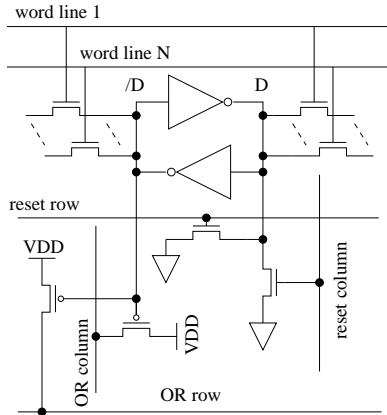 word line 1
word line N
/D
D
reset row
VDD
OR column
VDD
reset column
OR row